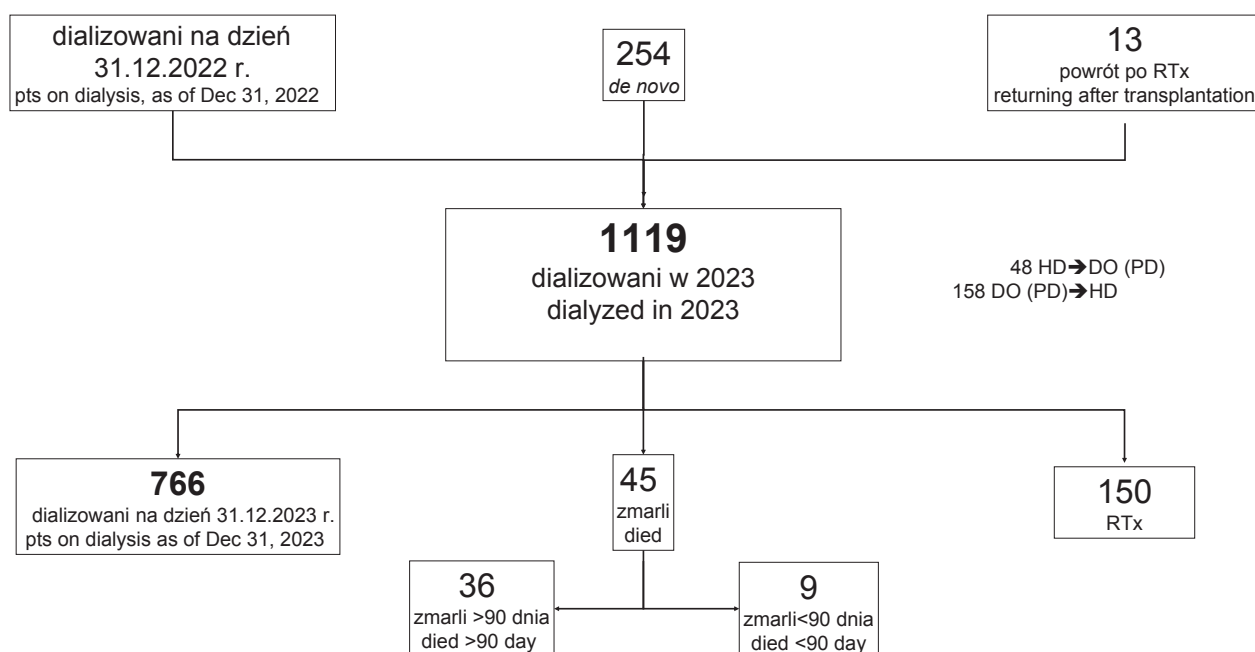 dializowani na dzień
31.12.2022 r.
pts on dialysis, as of Dec 31, 2022
254
de novo
13
powrót po RTx
returning after transplantation
1119
dializowani w 2023
dialyzed in 2023
48 HD➔DO (PD)
158 DO (PD)➔HD
766
dializowani na dzień 31.12.2023 r.
pts on dialysis as of Dec 31, 2023
45
zmarli
died
150
RTx
36
zmarli >90 dnia
died >90 day
9
zmarli<90 dnia
died <90 day